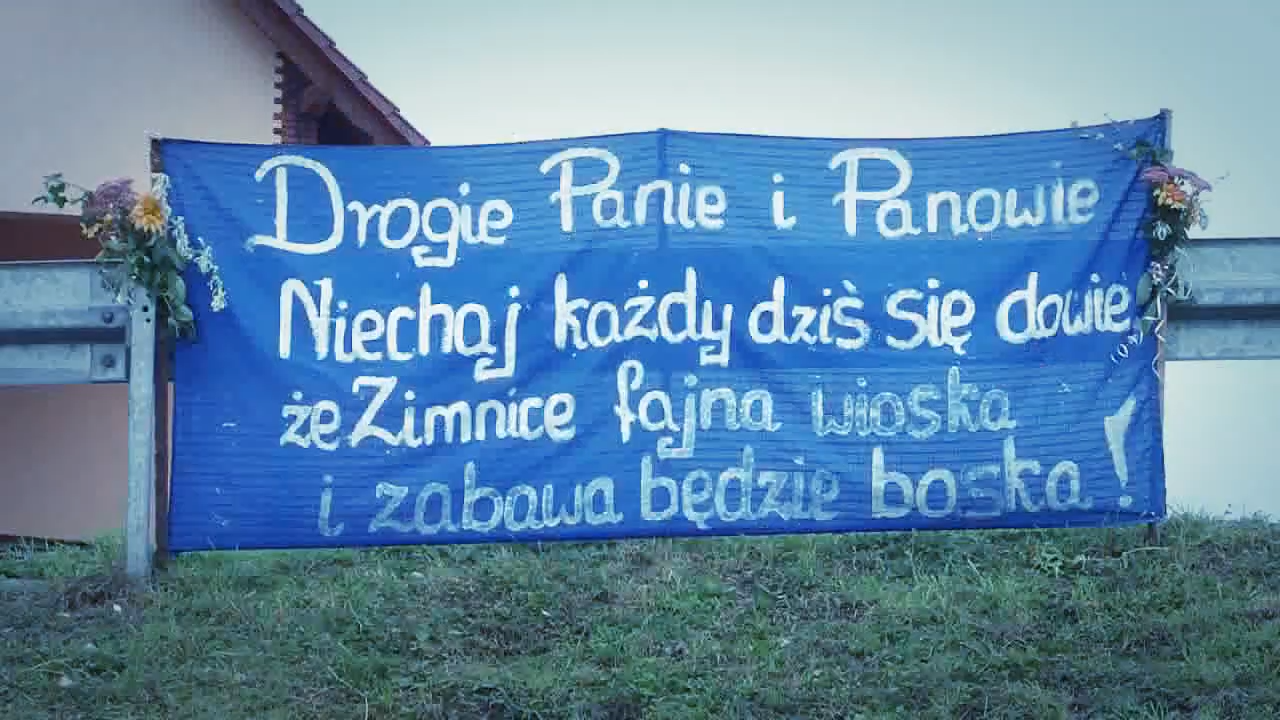 Drogie Panie i Panowie
Niechaj każdy dziś się dowie,
że Zimnice fajna wioska
i zabawa będzie boska!